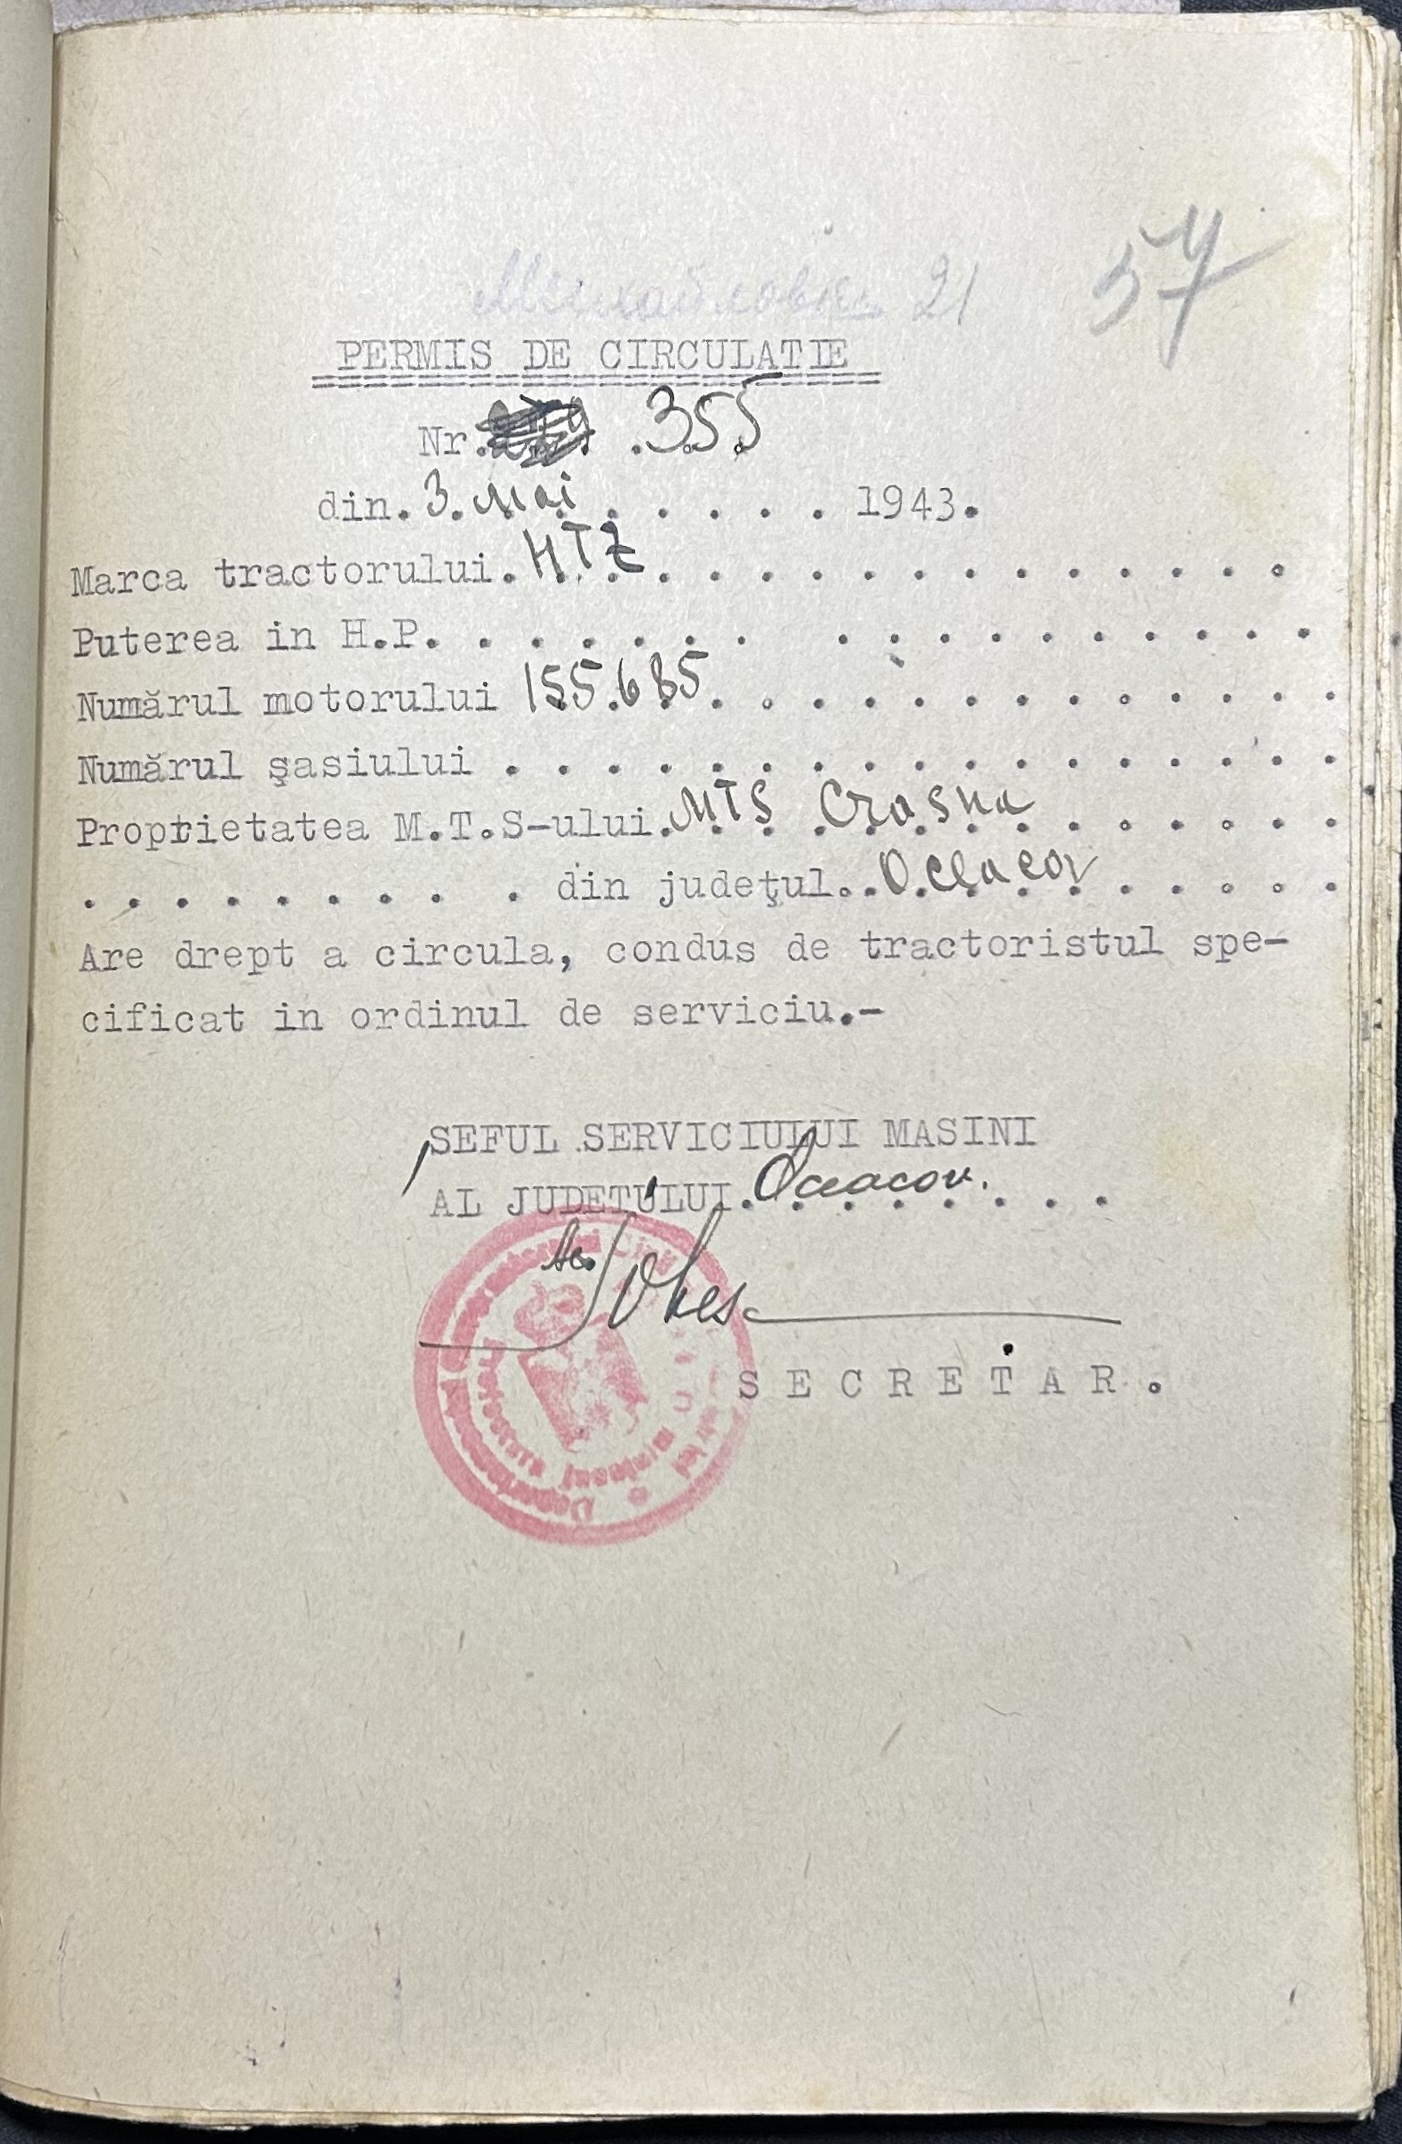 57
Михайловка 21
PERMIS DE CIRCULATIE
Nr. 355
din. 3. Mai . . . . . 1943.
Marca tractorului. HTZ . . . . . . . . . . . . .
Puterea in H.P. . . . . . . . . . . . . . . . .
Numărul motorului 155.685. . . . . . . . . . . . .
Numărul şasiului . . . . . . . . . . . . . . . . .
Proprietatea M.T.S-ului. MTS Crasna . . . . . .
. . . . . . . . . din judeţul. Oceacov . . . . .
Are drept a circula, condus de tractoristul spe-
cificat in ordinul de serviciu.-
SEFUL SERVICIULUI MASINI
AL JUDETULUI. Oceacov. . . .
SECRETAR.